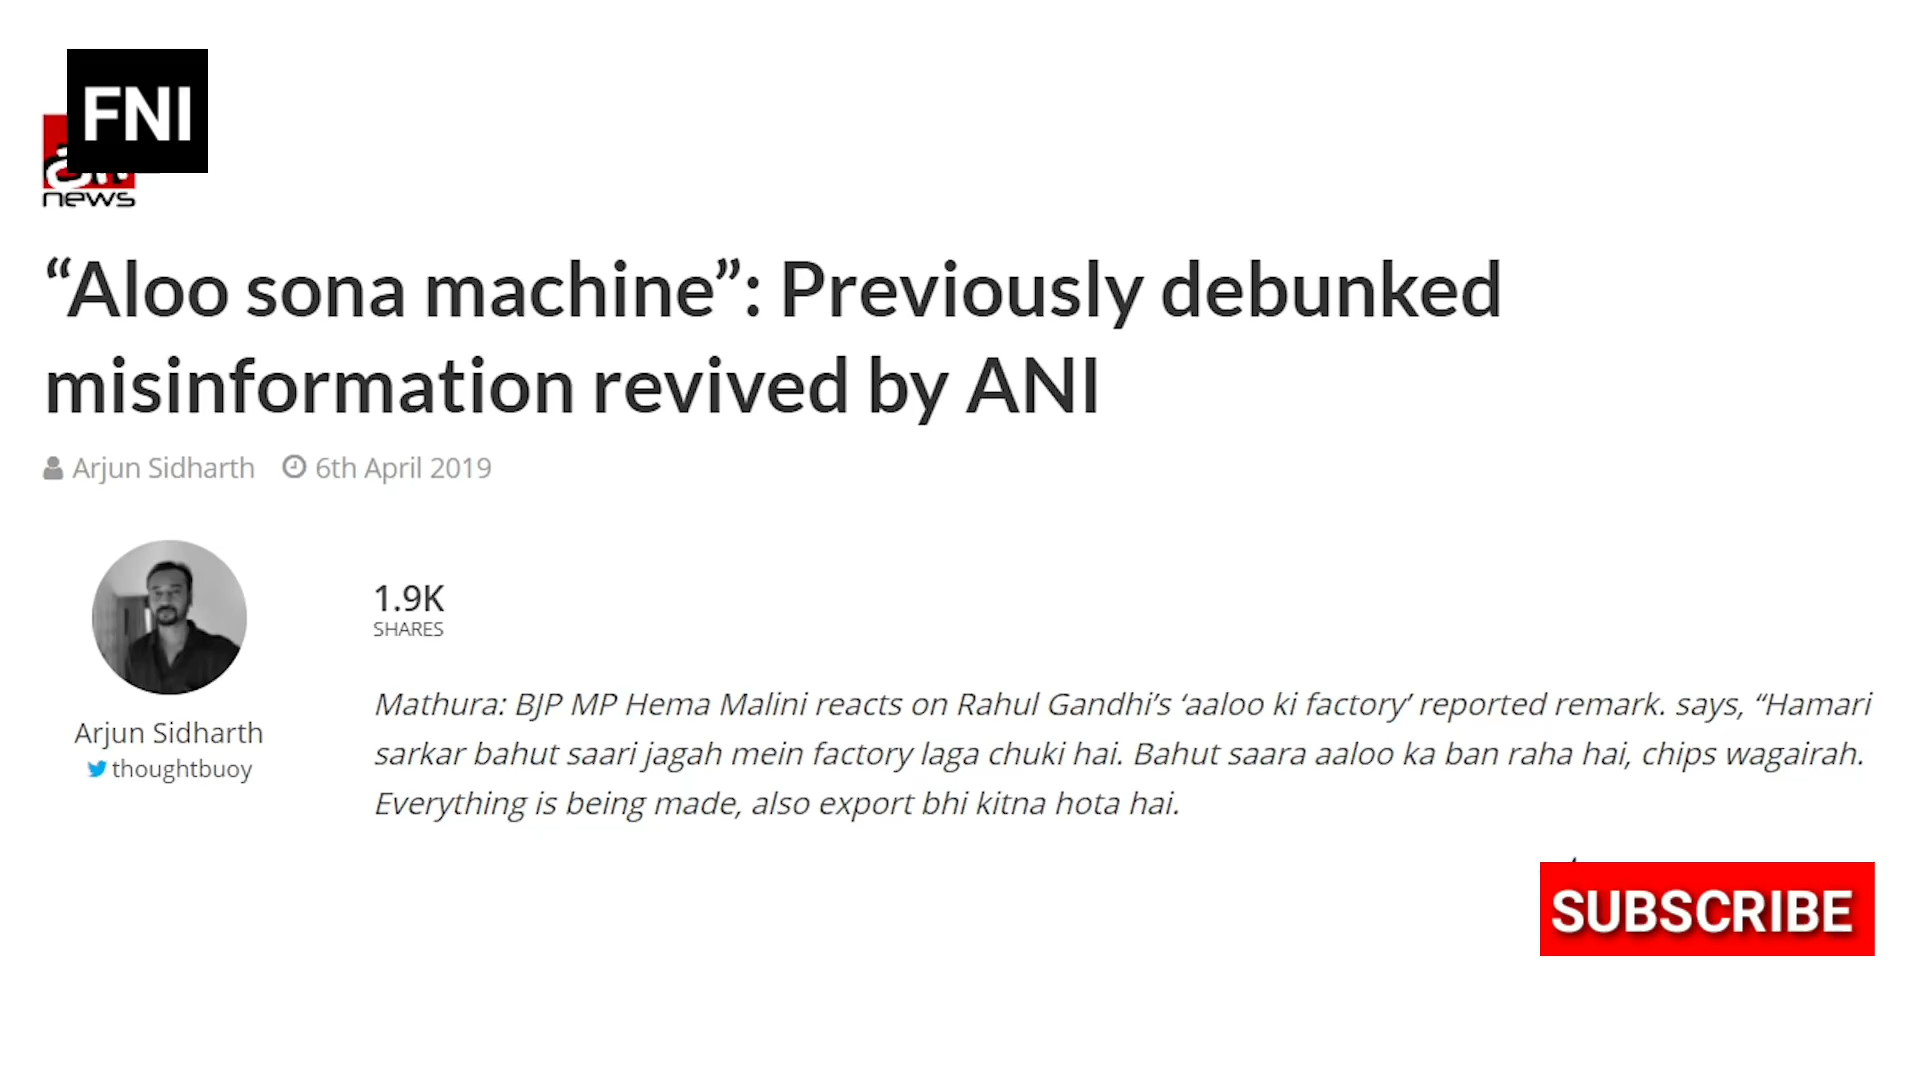 FNI
news
“Aloo sona machine”: Previously debunked
misinformation revived by ANI
Arjun Sidharth 6th April 2019
1.9K
SHARES
Arjun Sidharth
thoughtbuoy
Mathura: BJP MP Hema Malini reacts on Rahul Gandhi’s ‘aaloo ki factory’ reported remark. says, “Hamari
sarkar bahut saari jagah mein factory laga chuki hai. Bahut saara aaloo ka ban raha hai, chips wagairah.
Everything is being made, also export bhi kitna hota hai.
SUBSCRIBE